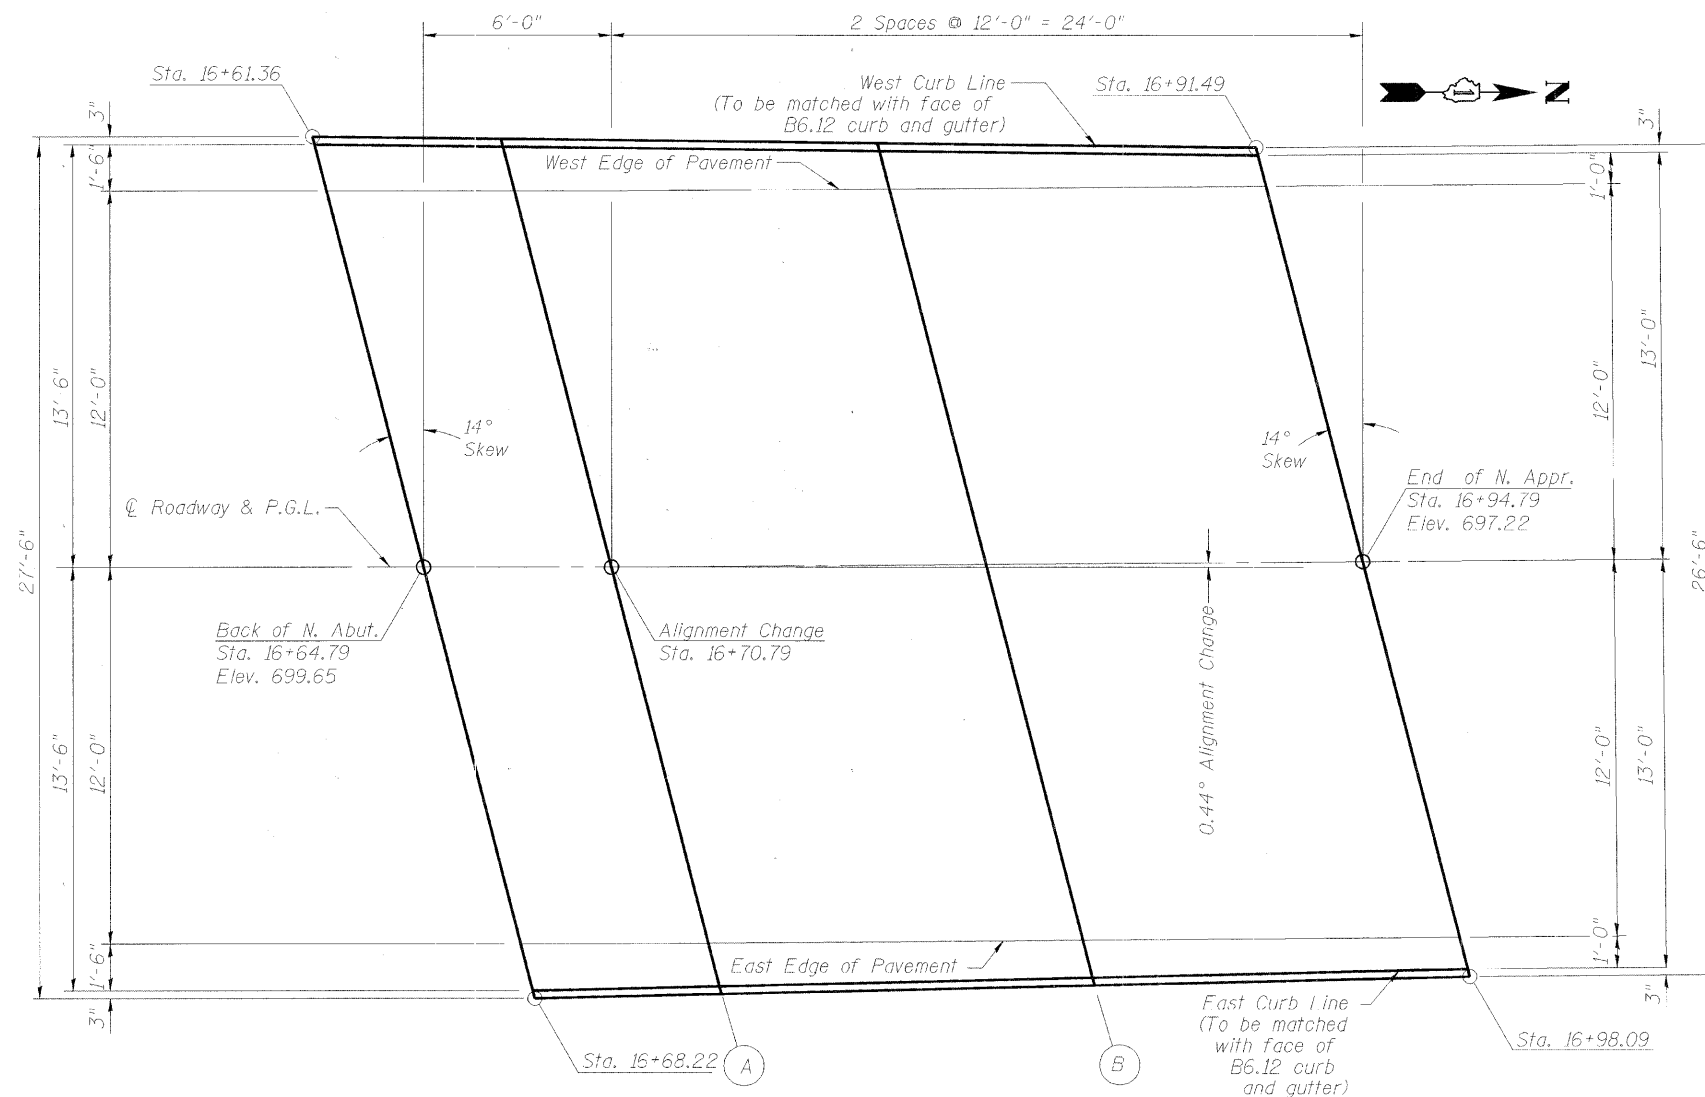 6'-0"
2 Spaces @ 12'-0" = 24'-0"
Sta. 16+61.36
West Curb Line
(To be matched with face of
B6.12 curb and gutter)
Sta. 16+91.49
N
3"
1'-6"
West Edge of Pavement
3"
1'-0"
13'-6"
12'-0"
14°
Skew
14°
Skew
12'-0"
13'-0"
℄ Roadway & P.G.L.
End of N. Appr.
Sta. 16+94.79
Elev. 697.22
27'-6"
26'-6"
Back of N. Abut.
Sta. 16+64.79
Elev. 699.65
Alignment Change
Sta. 16+70.79
0.44° Alignment Change
13'-6"
12'-0"
12'-0"
13'-0"
1'-6"
3"
East Edge of Pavement
1'-0"
3"
East Curb Line
(To be matched
with face of
B6.12 curb
and gutter)
Sta. 16+68.22
A
B
Sta. 16+98.09